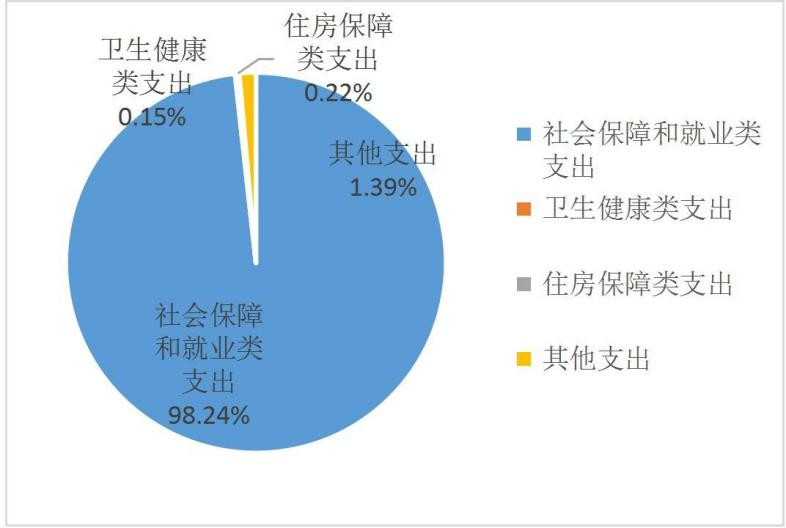 卫生健康
类支出
0.15%
住房保障
类支出
0.22%
其他支出
1.39%
社会保障
和就业类
支出
98.24%
社会保障和就业类
支出
卫生健康类支出
住房保障类支出
其他支出